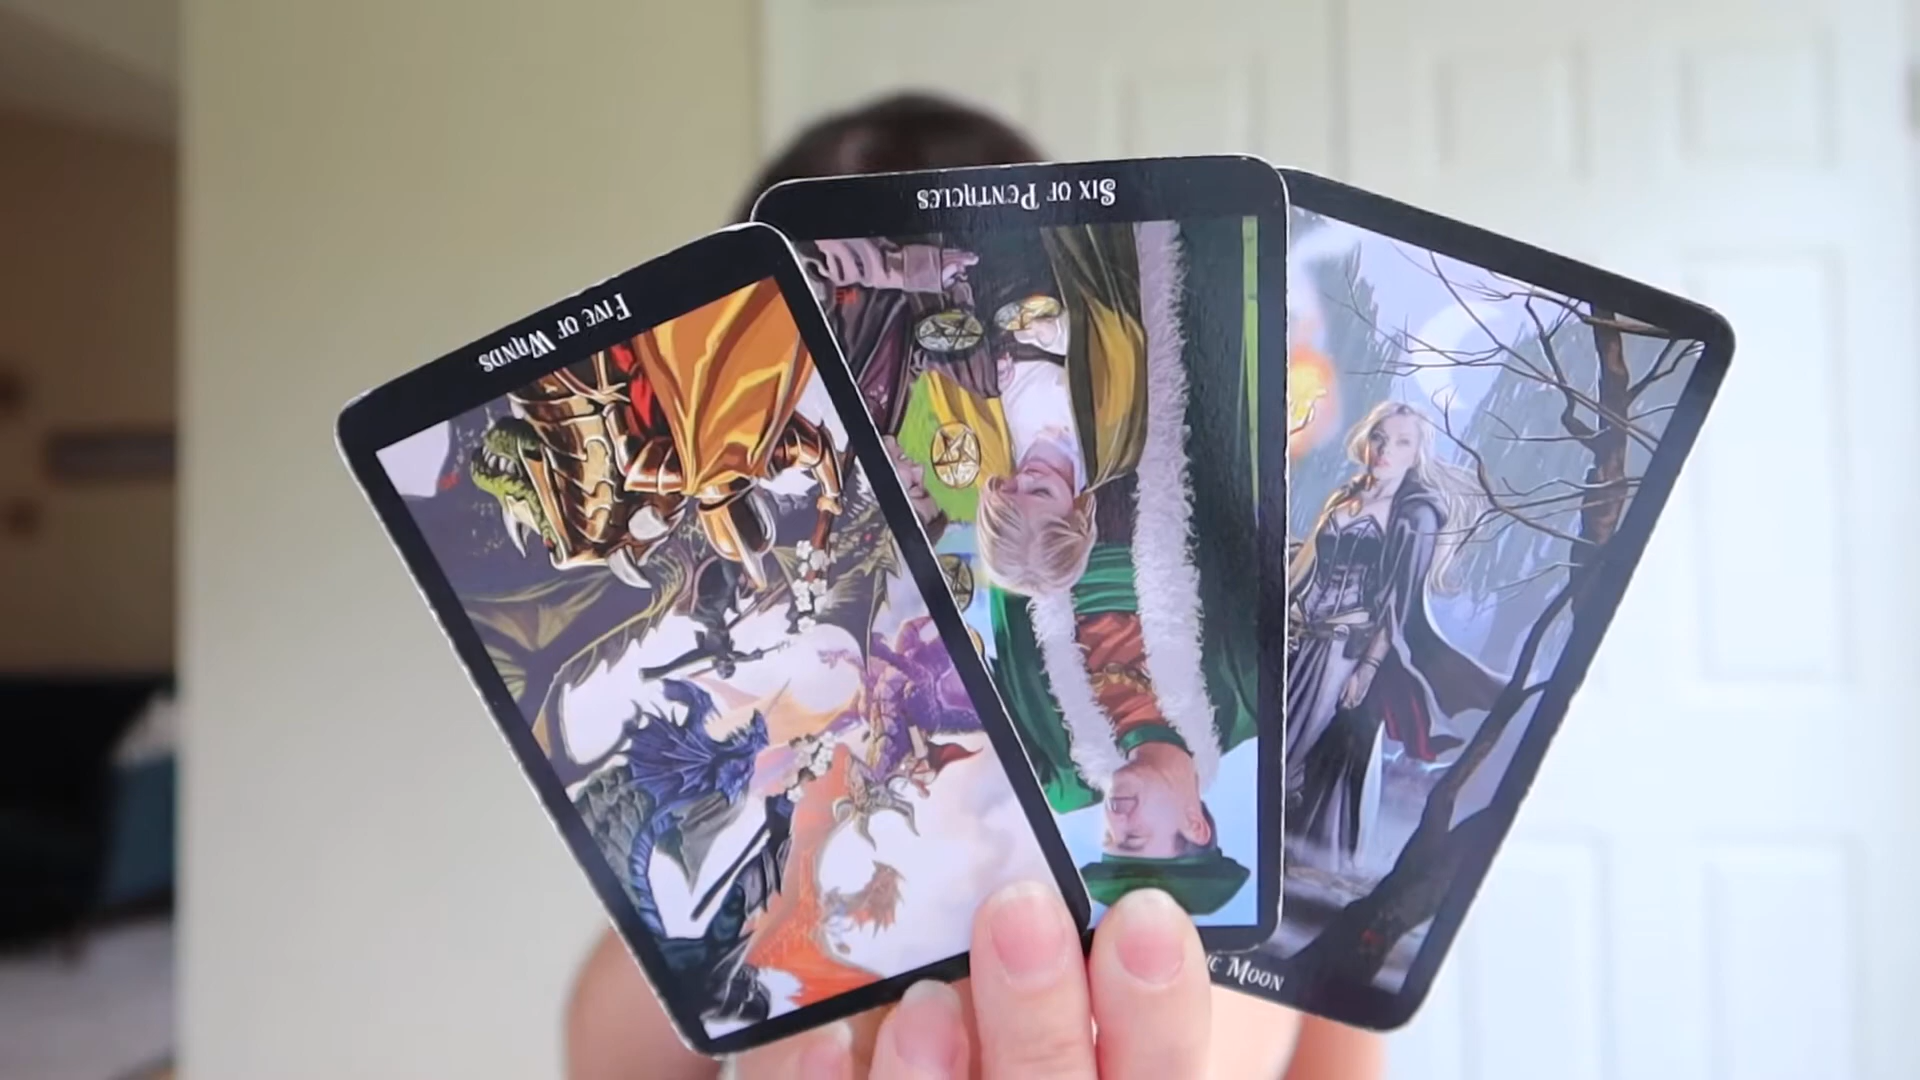 Five of Wands
Six of Pentacles
Moon